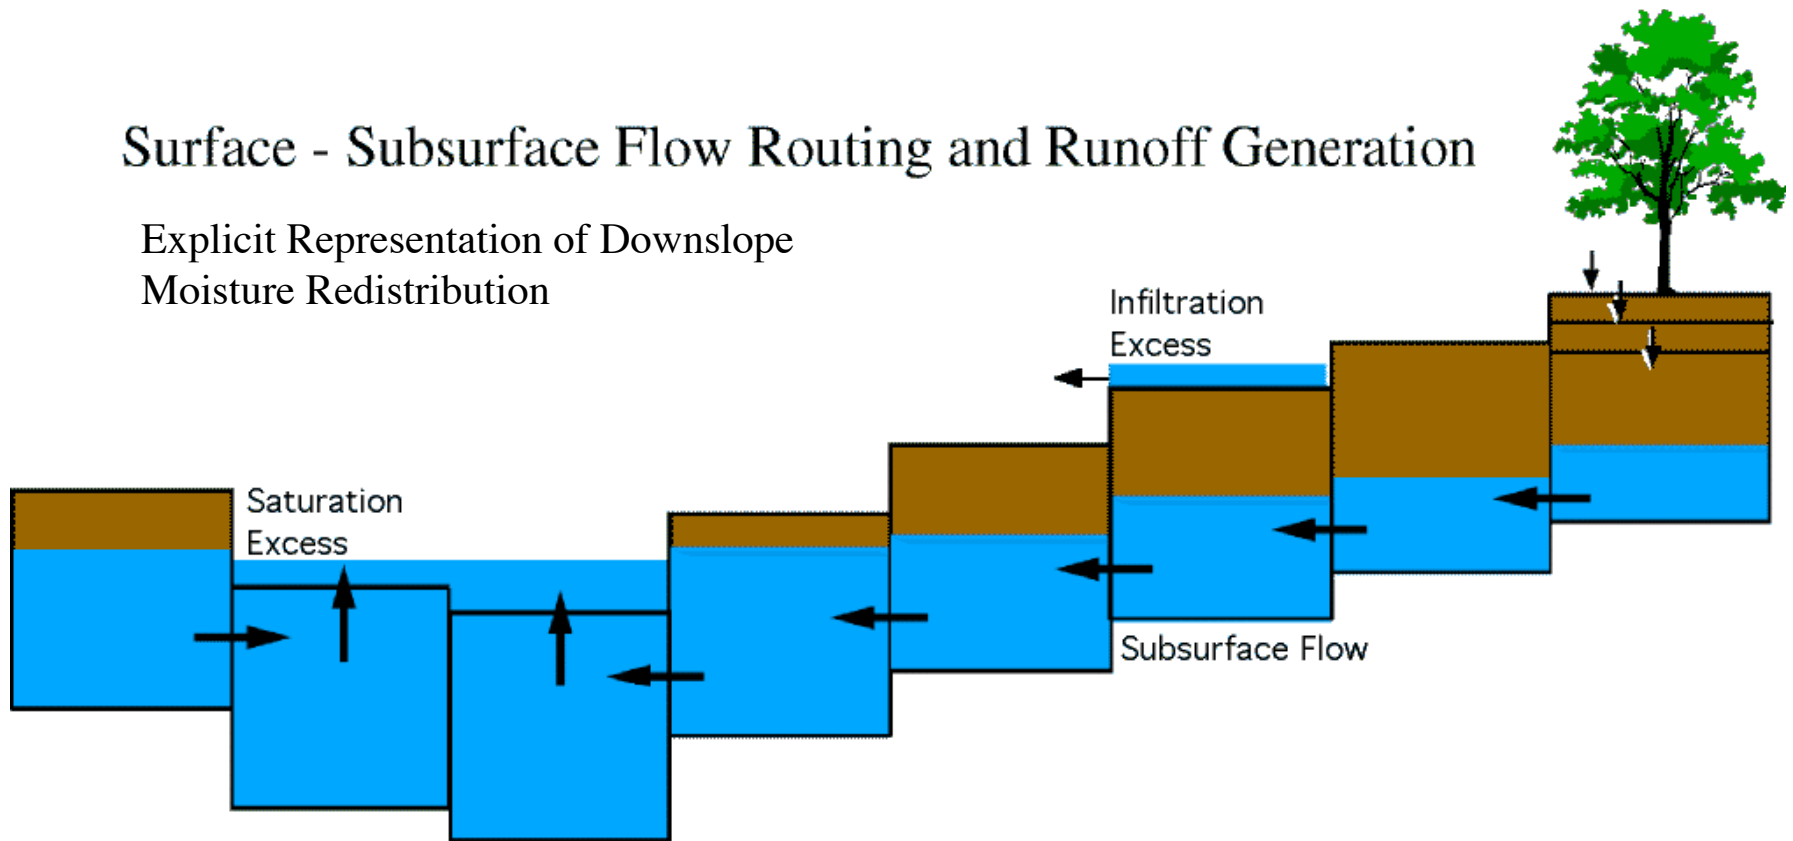 Surface - Subsurface Flow Routing and Runoff Generation
Explicit Representation of Downslope
Moisture Redistribution
Infiltration
Excess
Saturation
Excess
Subsurface Flow